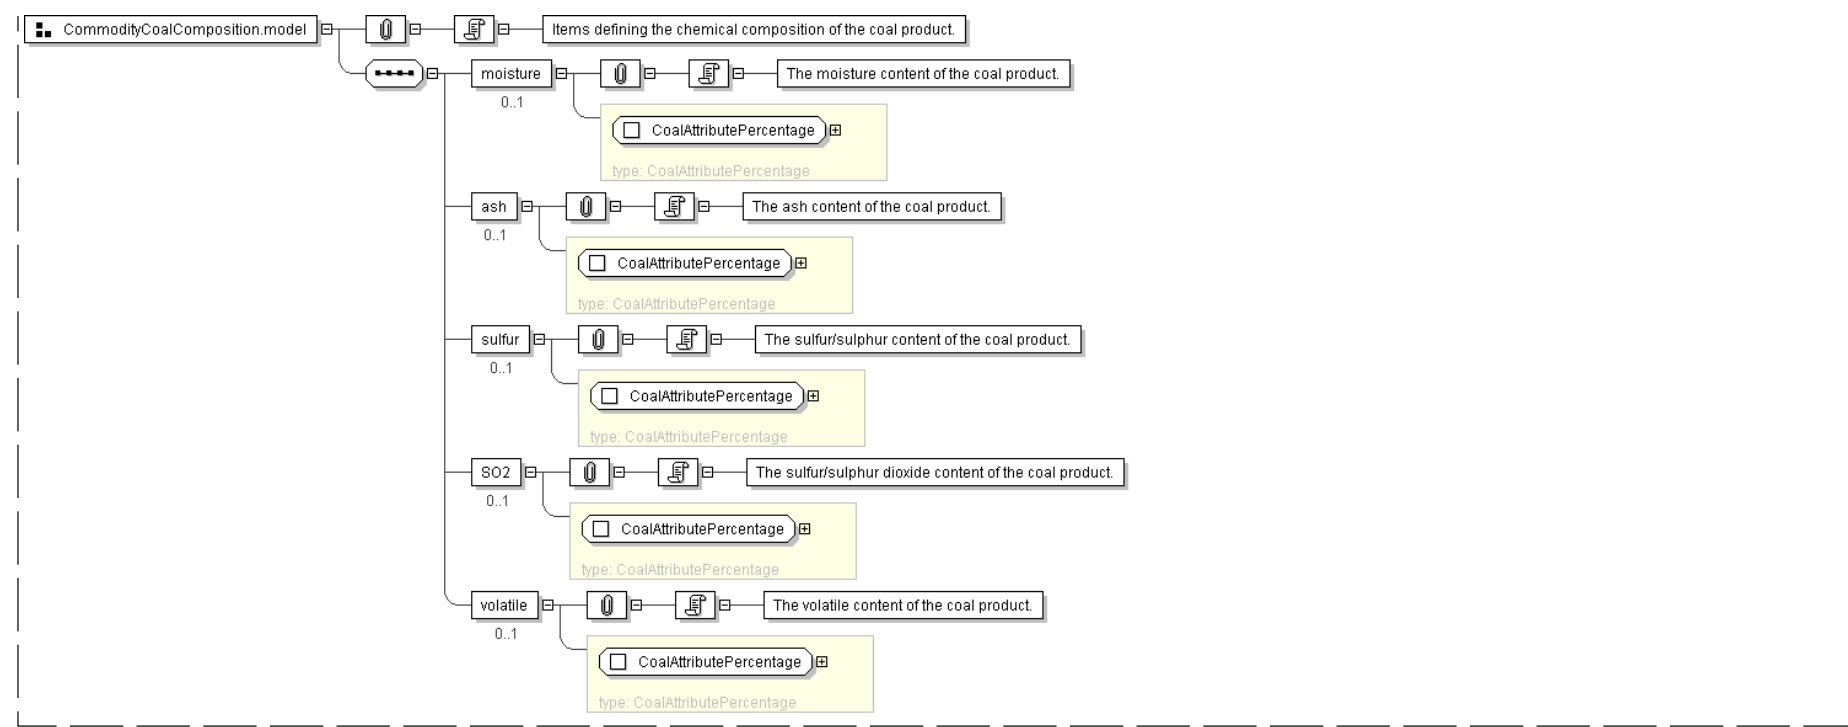 CommodityCoalComposition.model
Items defining the chemical composition of the coal product.
moisture
The moisture content of the coal product.
0..1
CoalAttributePercentage
type: CoalAttributePercentage
ash
The ash content of the coal product.
0..1
CoalAttributePercentage
type: CoalAttributePercentage
sulfur
The sulfur/sulphur content of the coal product.
0..1
CoalAttributePercentage
type: CoalAttributePercentage
SO2
The sulfur/sulphur dioxide content of the coal product.
0..1
CoalAttributePercentage
type: CoalAttributePercentage
volatile
The volatile content of the coal product.
0..1
CoalAttributePercentage
type: CoalAttributePercentage